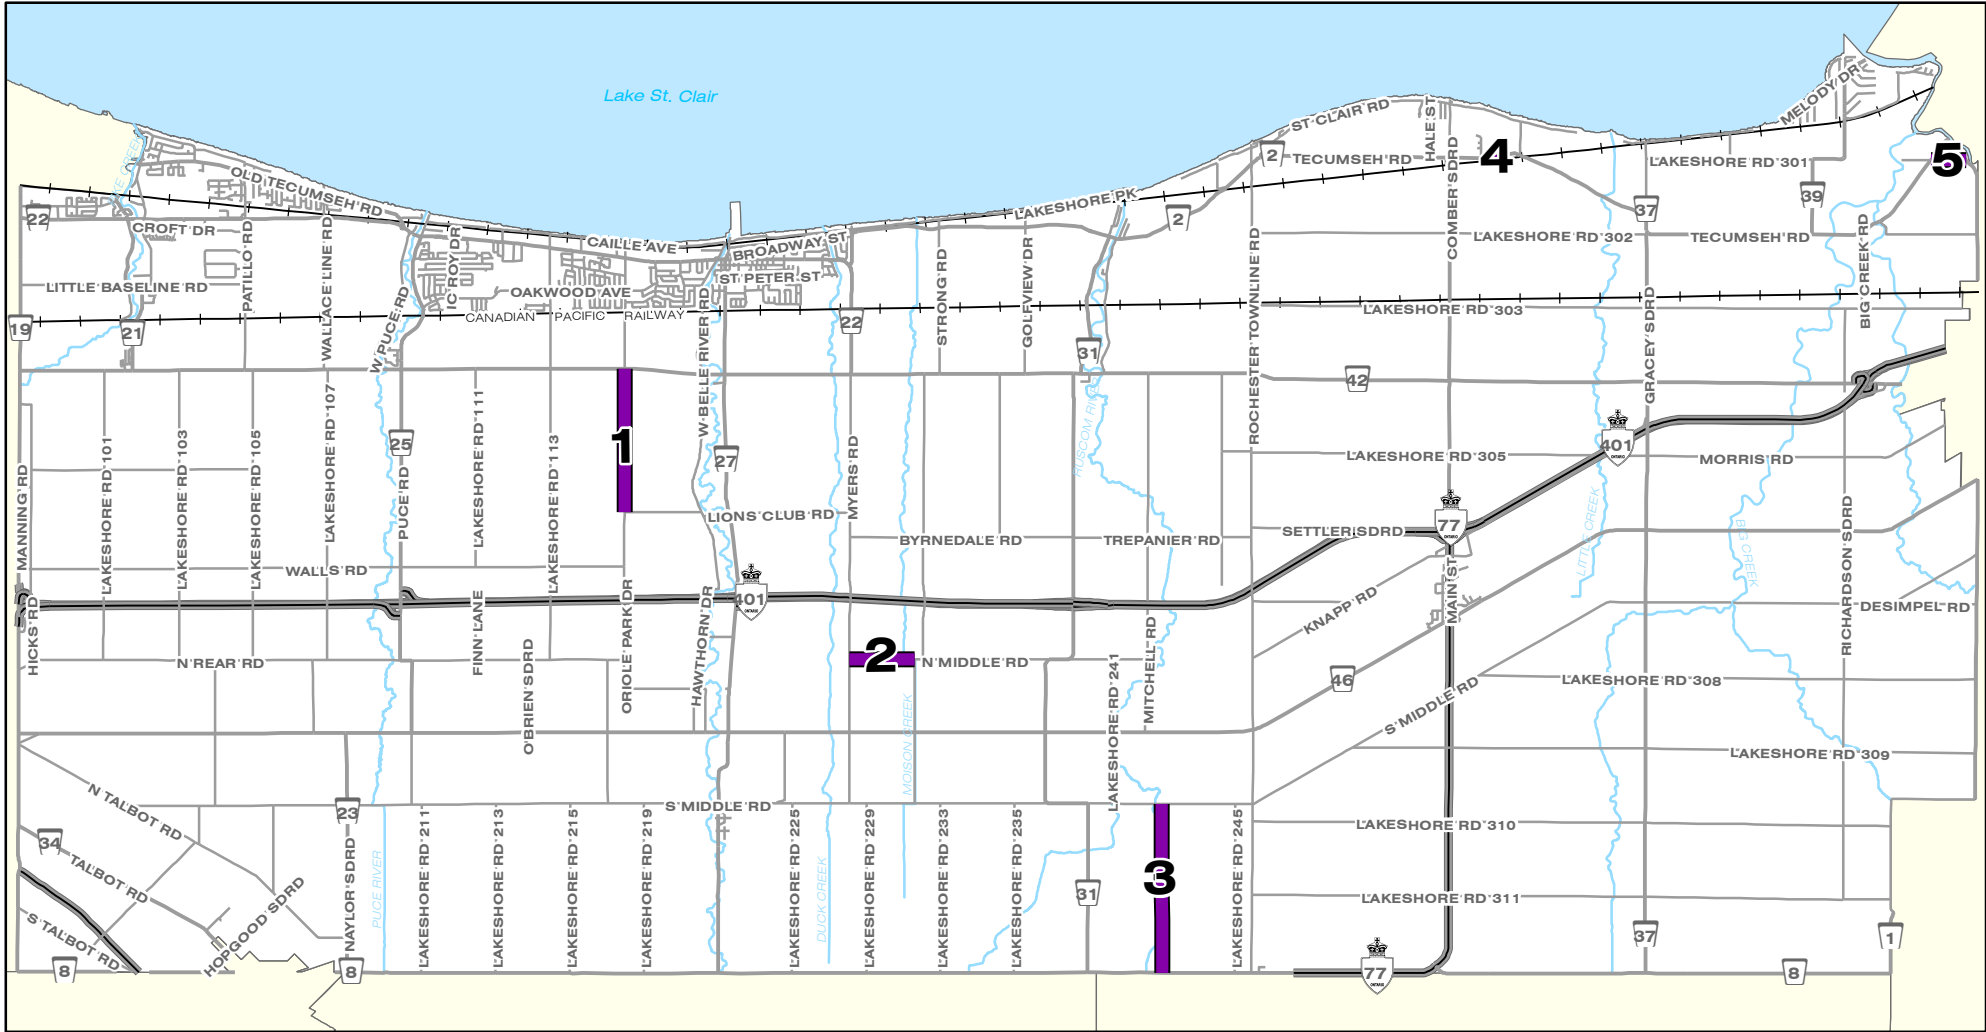 Lake St. Clair
MELODY DR
ST CLAIR RD
HALE ST
COMBER SDRD
2
TECUMSEH RD
4
LAKESHORE RD 301
5
OLD TECUMSEH RD
LAKESHORE PK
39
22
CROFT DR
PATILLO RD
WALLACE LINE RD
W PUCE RD
IC ROY DR
CAILLE AVE
BROADWAY ST
ST PETER ST
2
37
LAKESHORE RD 302
TECUMSEH RD
BIG CREEK RD
LITTLE BASELINE RD
OAKWOOD AVE
CANADIAN PACIFIC RAILWAY
W BELLE RIVER RD
STRONG RD
GOLFVIEW DR
ROCHESTER TOWNLINE RD
LAKESHORE RD 303
GRACEY SDRD
19
21
22
31
42
RUSCOM RIVER
MANNING RD
LAKESHORE RD 101
LAKESHORE RD 103
LAKESHORE RD 105
LAKESHORE RD 107
25
PUCE RD
LAKESHORE RD 111
LAKESHORE RD 113
1
27
MYERS RD
LAKESHORE RD 305
401
ONTARIO
MORRIS RD
LIONS CLUB RD
BYRNEDALE RD
TREPANIER RD
SETTLER SDRD
77
ONTARIO
LITTLE CREEK
BIG CREEK
RICHARDSON SDRD
WALLS RD
HICKS RD
FINN LANE
O'BRIEN SDRD
ORIOLE PARK DR
HAWTHORN DR
401
ONTARIO
MAIN ST
KNAPP RD
DESIMPEL RD
N REAR RD
2
N MIDDLE RD
LAKESHORE RD 241
MITCHELL RD
46
LAKESHORE RD 308
S MIDDLE RD
MOISON CREEK
LAKESHORE RD 309
N TALBOT RD
23
S MIDDLE RD
34
TALBOT RD
S TALBOT RD
HOPGOOD SDRD
NAYLOR SDRD
PUCE RIVER
LAKESHORE RD 211
LAKESHORE RD 213
LAKESHORE RD 215
LAKESHORE RD 219
LAKESHORE RD 225
DUCK CREEK
LAKESHORE RD 229
LAKESHORE RD 233
LAKESHORE RD 235
31
3
LAKESHORE RD 245
LAKESHORE RD 310
LAKESHORE RD 311
37
1
8
8
77
ONTARIO
8